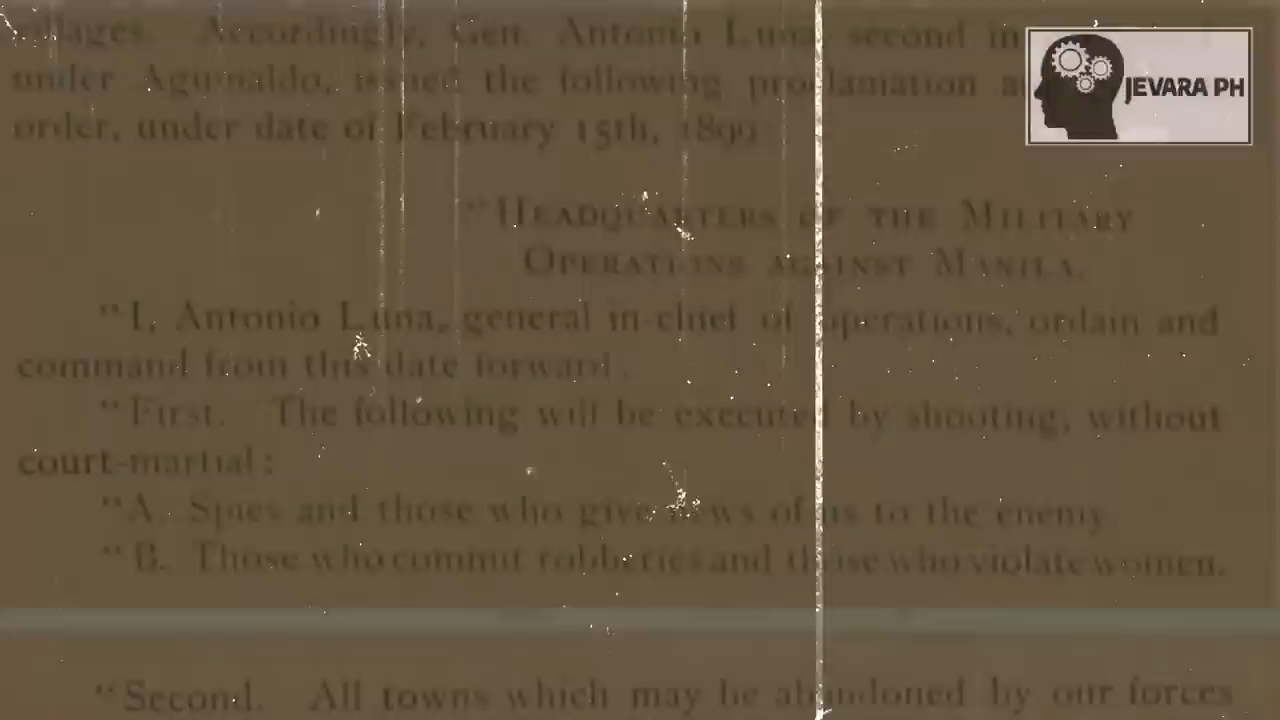 villages. Accordingly, Gen. Antonio Luna, second in
under Aguinaldo, issued the following proclamation
order, under date of February 15th, 1899:
"HEADQUARTERS OF THE MILITARY
OPERATIONS AGAINST MANILA.
"I, Antonio Luna, general in-chief of operations, ordain and
command from this date forward:
"First. The following will be executed by shooting, without
court-martial:
"A. Spies and those who give news of us to the enemy.
"B. Those who commit robberies and those who violate women.
"Second. All towns which may be abandoned by our forces
JEVARA PH